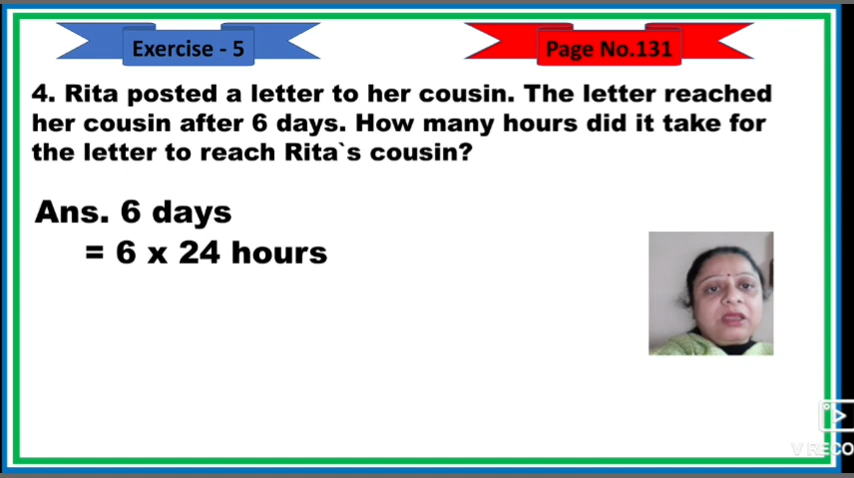 Exercise - 5
Page No.131
4. Rita posted a letter to her cousin. The letter reached
her cousin after 6 days. How many hours did it take for
the letter to reach Rita`s cousin?
Ans. 6 days
= 6 x 24 hours
V RECO